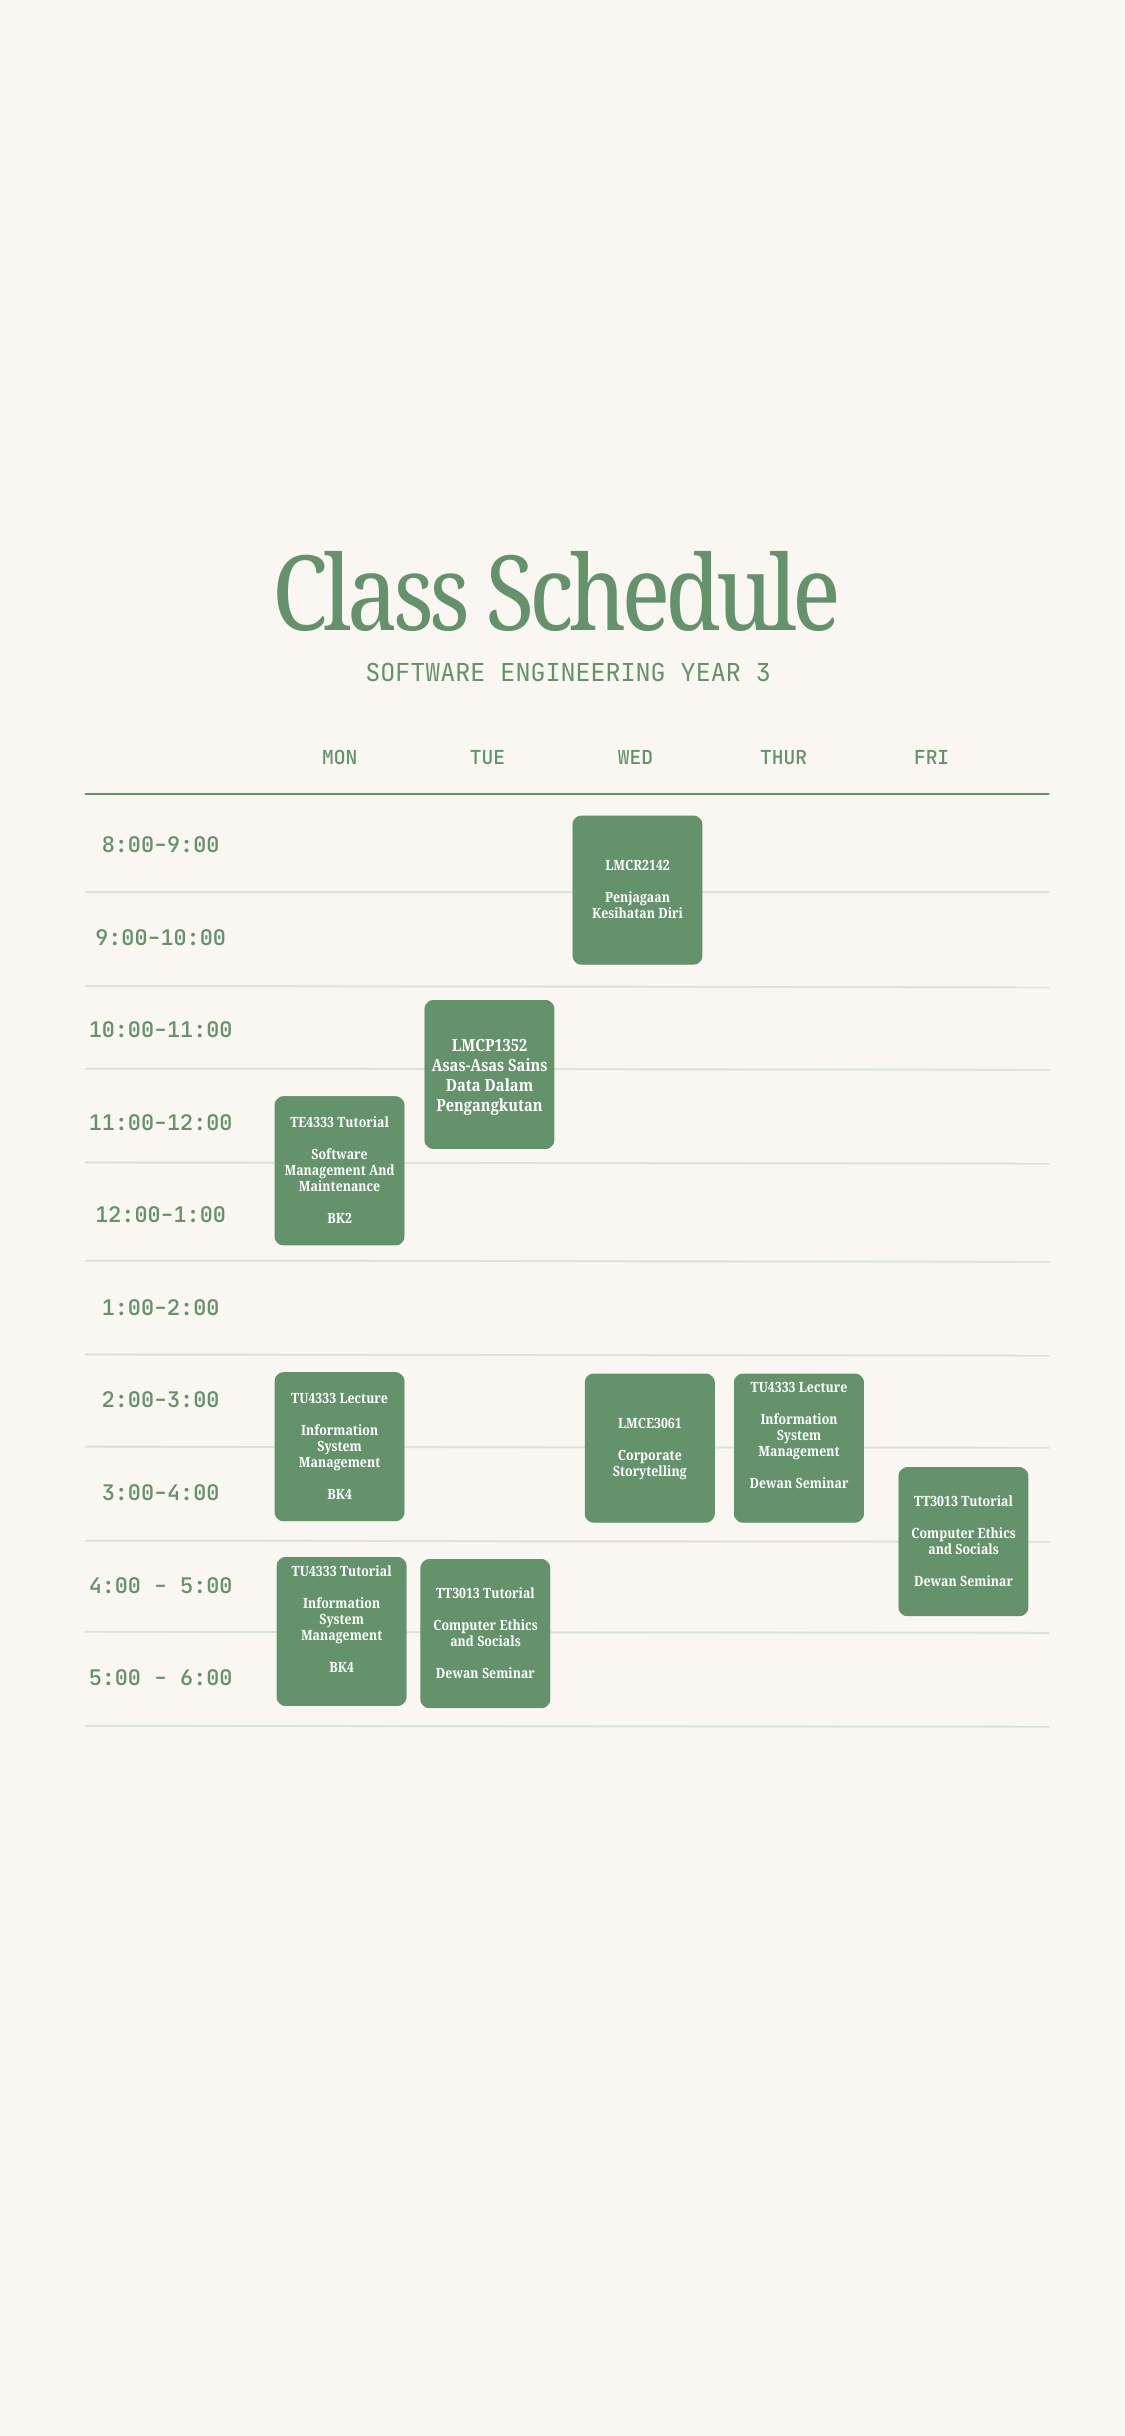 Class Schedule
SOFTWARE ENGINEERING YEAR 3
MON TUE WED THUR FRI
8:00-9:00
LMCR2142
Penjagaan
Kesihatan Diri
9:00-10:00
10:00-11:00
LMCP1352
Asas-Asas Sains
Data Dalam
Pengangkutan
11:00-12:00
TE4333 Tutorial
Software
Management And
Maintenance
BK2
12:00-1:00
1:00-2:00
2:00-3:00
TU4333 Lecture
Information
System
Management
BK4
LMCE3061
Corporate
Storytelling
TU4333 Lecture
Information
System
Management
Dewan Seminar
3:00-4:00
TT3013 Tutorial
Computer Ethics
and Socials
Dewan Seminar
4:00 - 5:00
TU4333 Tutorial
Information
System
Management
BK4
TT3013 Tutorial
Computer Ethics
and Socials
Dewan Seminar
5:00 - 6:00